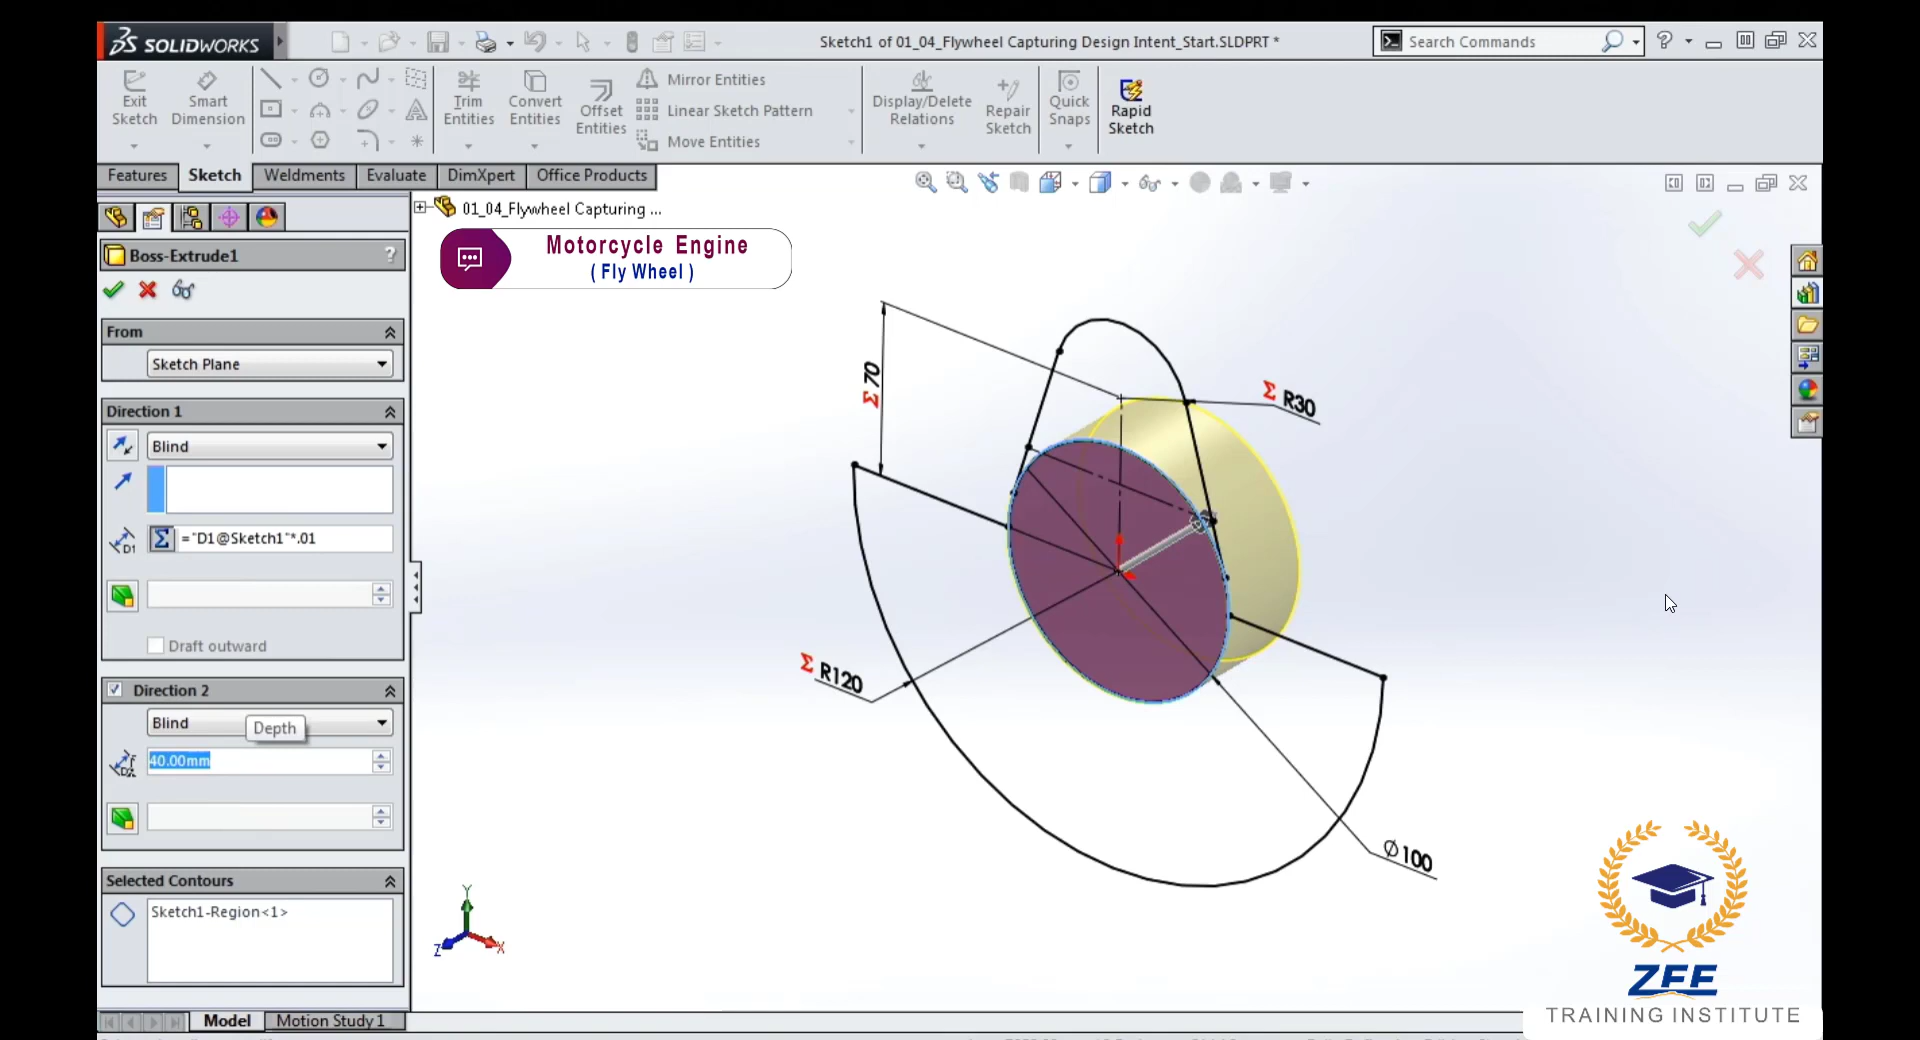 SOLIDWORKS
Sketch1 of 01_04_Flywheel Capturing Design Intent_Start.SLDPRT *
Search Commands
Exit Sketch
Smart Dimension
Trim Entities
Convert Entities
Offset Entities
Mirror Entities
Linear Sketch Pattern
Move Entities
Display/Delete Relations
Repair Sketch
Quick Snaps
Rapid Sketch
Features
Sketch
Weldments
Evaluate
DimXpert
Office Products
01_04_Flywheel Capturing ...
Motorcycle Engine
( Fly Wheel )
Boss-Extrude1
?
From
Sketch Plane
Direction 1
Blind
D1
Σ ="D1@Sketch1"*.01
Draft outward
Direction 2
Blind
Depth
40.00mm
Selected Contours
Sketch1-Region<1>
Σ 70
Σ R30
Σ R120
Ø100
Y
Z
X
Model
Motion Study 1
ZFE
TRAINING INSTITUTE